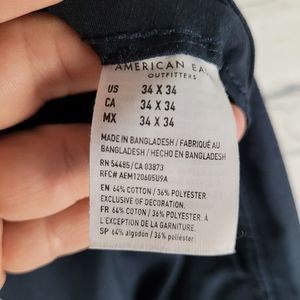 AMERICAN EA
OUTFITTERS
US 34 X 34
CA 34 X 34
MX 34 X 34
MADE IN BANGLADESH / FABRIQUÉ AU
BANGLADESH / HECHO EN BANGLADESH
RN 54485/CA 03873
RFC# AEM120605U9A
EN 64% COTTON / 36% POLYESTER
EXCLUSIVE OF DECORATION.
FR 64% COTON / 36% POLYESTER
À L'EXCEPTION DE LA GARNITURE.
SP 64% algodón / 36% poliester